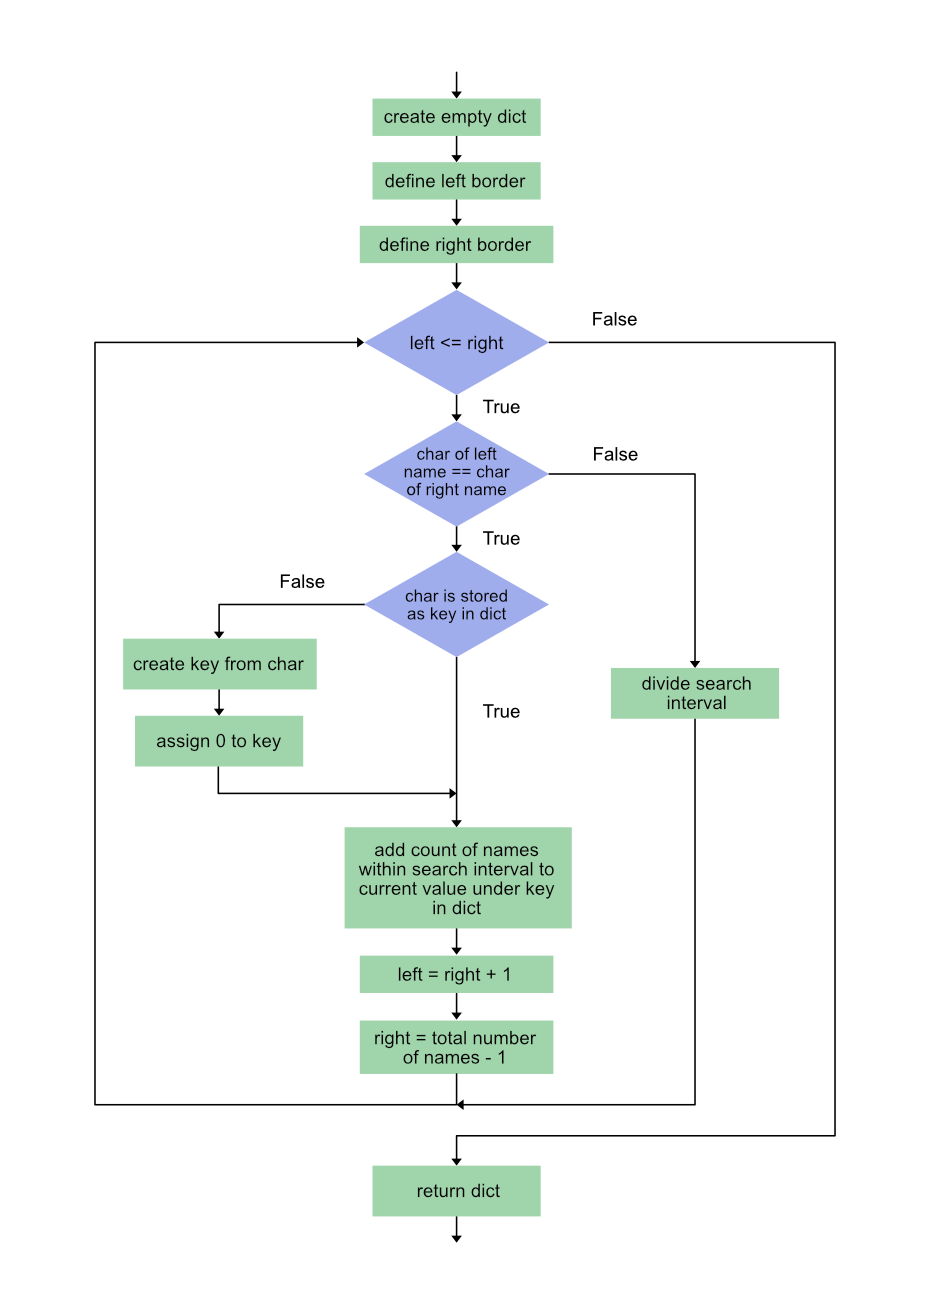 create empty dict
define left border
define right border
False
left <= right
True
char of left
name == char
of right name
False
True
False
char is stored
as key in dict
create key from char
divide search
interval
True
assign 0 to key
add count of names
within search interval to
current value under key
in dict
left = right + 1
right = total number
of names - 1
return dict